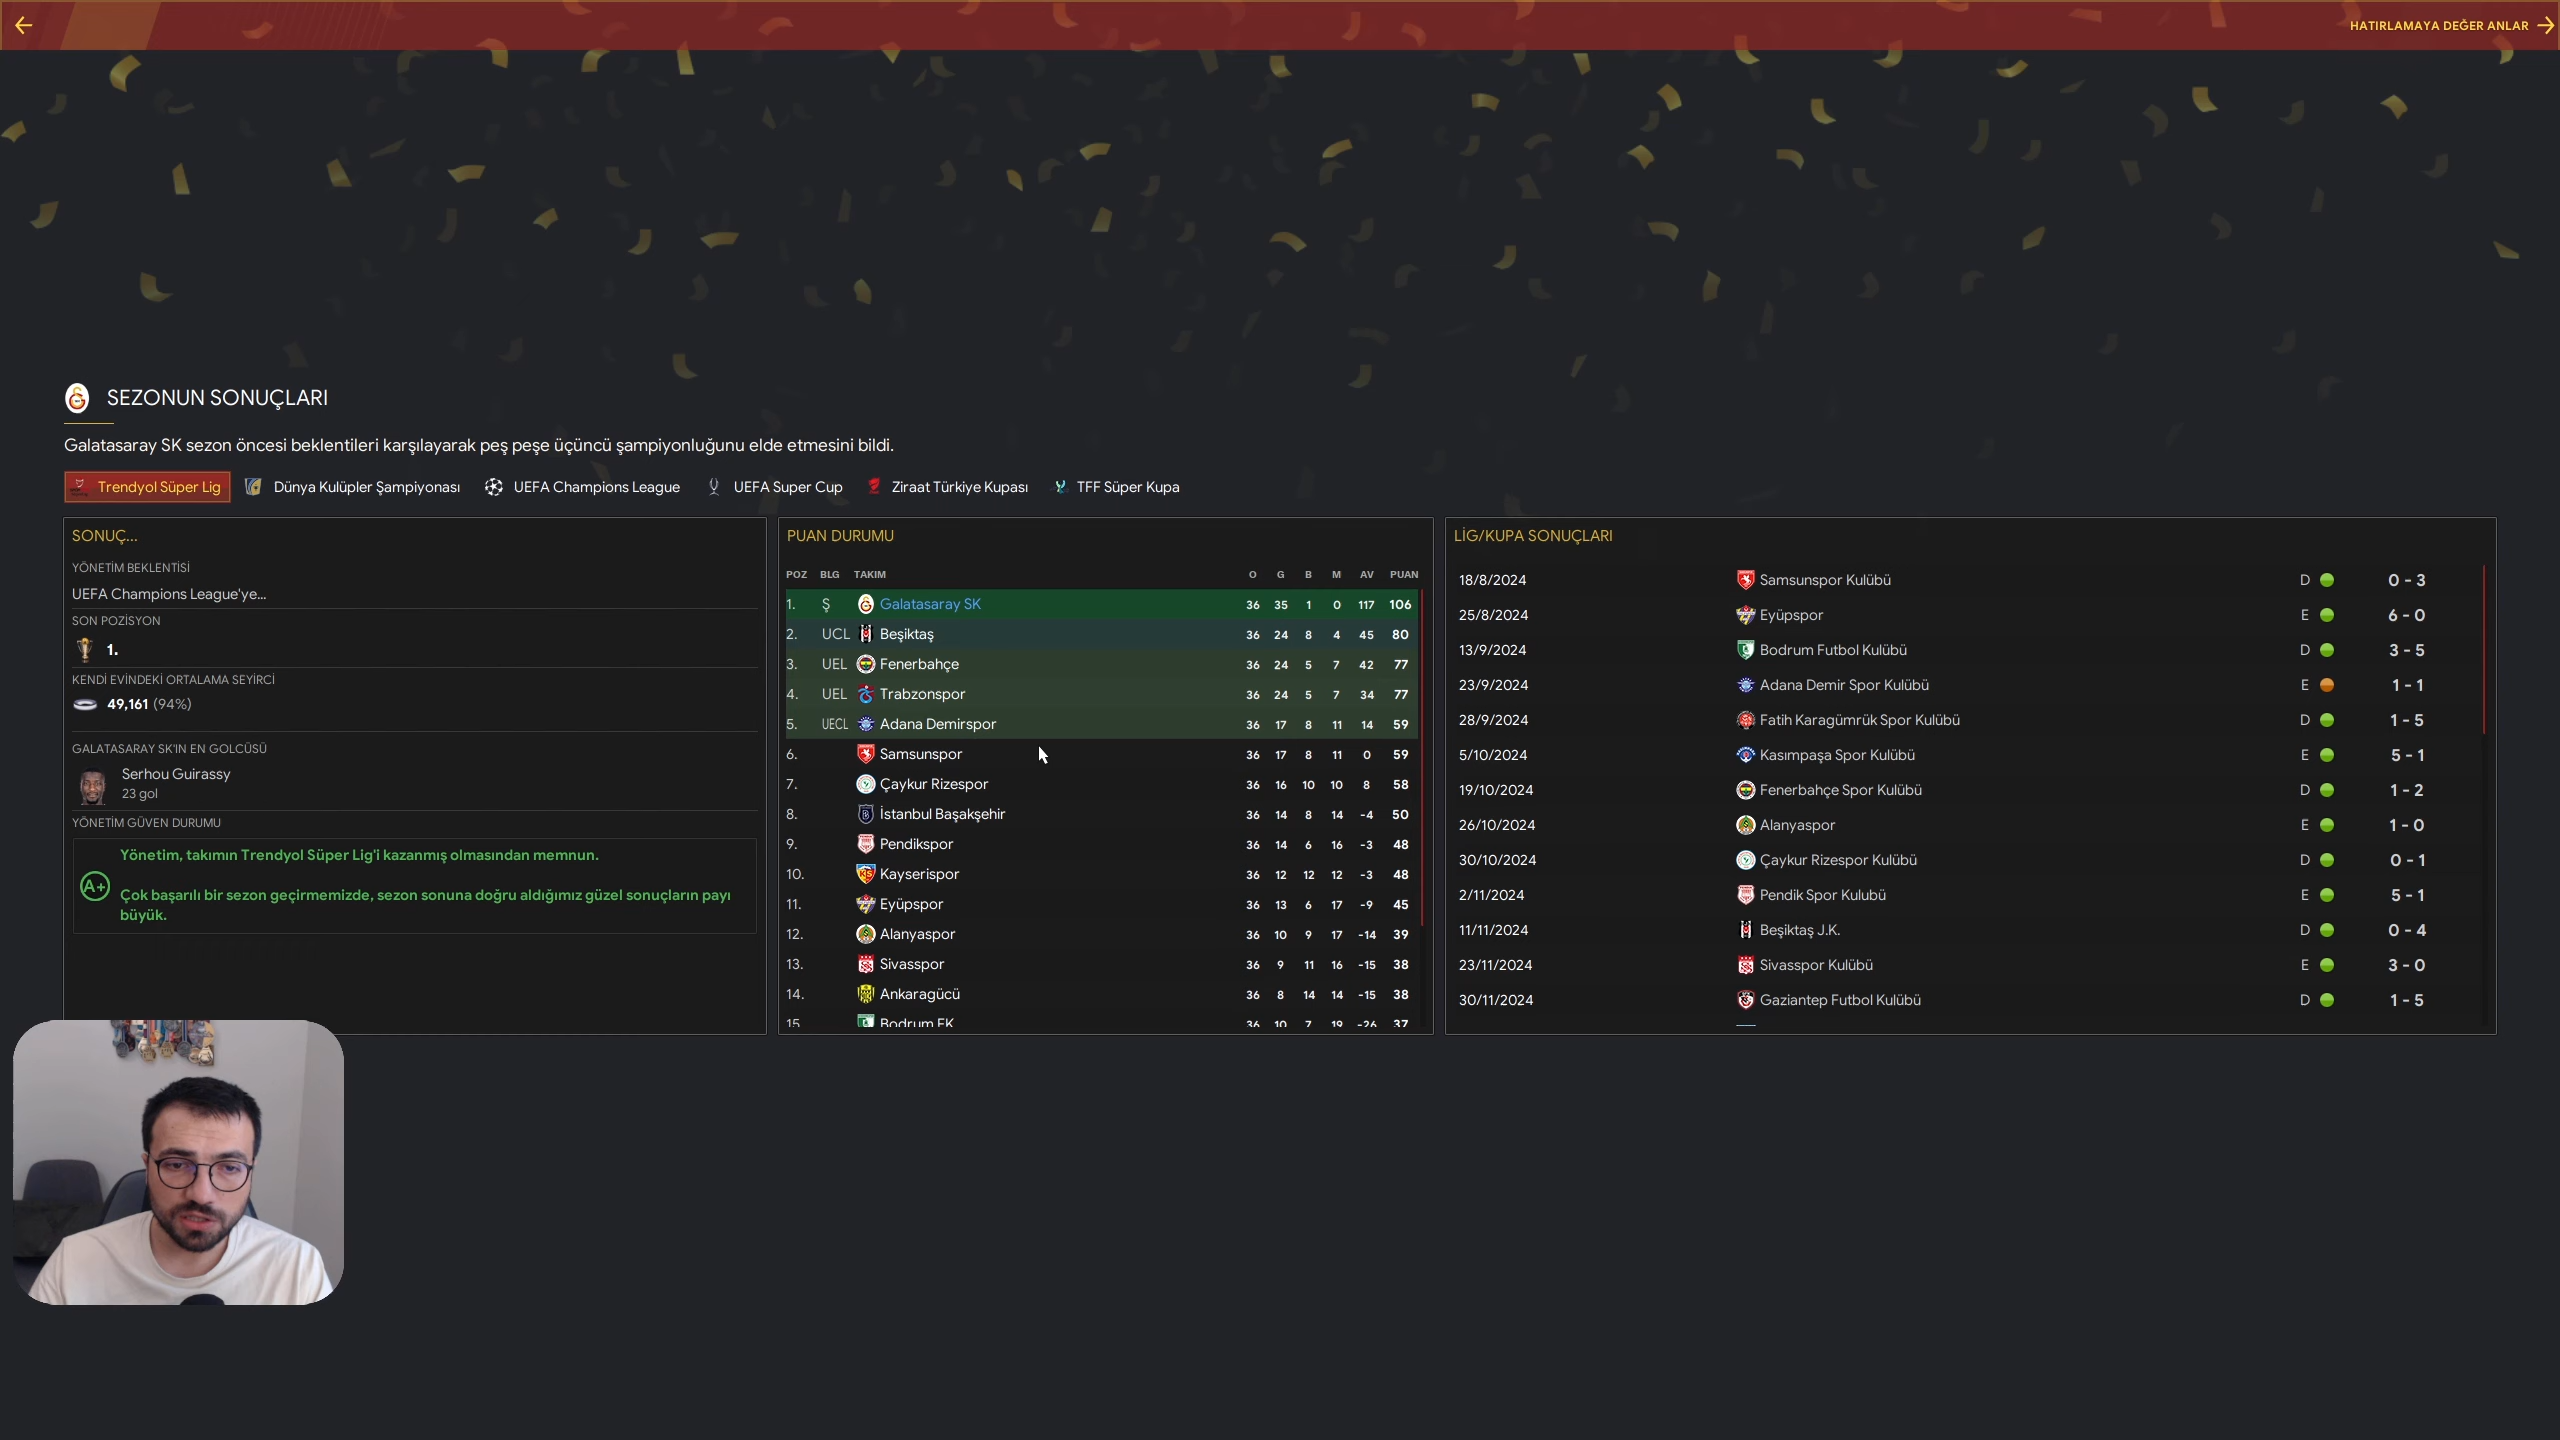 HATIRLAMAYA DEĞER ANLAR
SEZONUN SONUÇLARI
Galatasaray SK sezon öncesi beklentileri karşılayarak peş peşe üçüncü şampiyonluğunu elde etmesini bildi.
Trendyol Süper Lig Dünya Kulüpler Şampiyonası UEFA Champions League UEFA Super Cup Ziraat Türkiye Kupası TFF Süper Kupa
SONUÇ...
YÖNETİM BEKLENTİSİ
UEFA Champions League'ye...
SON POZİSYON
1.
KENDİ EVİNDEKİ ORTALAMA SEYİRCİ
49,161 (94%)
GALATASARAY SK'IN EN GOLCÜSÜ
Serhou Guirassy
23 gol
YÖNETİM GÜVEN DURUMU
A+
Yönetim, takımın Trendyol Süper Lig'i kazanmış olmasından memnun.
Çok başarılı bir sezon geçirmemizde, sezon sonuna doğru aldığımız güzel sonuçların payı
büyük.
PUAN DURUMU
POZ BLG TAKIM O G B M AV PUAN
1. Ş Galatasaray SK 36 35 1 0 117 106
2. UCL Beşiktaş 36 24 8 4 45 80
3. UEL Fenerbahçe 36 24 5 7 42 77
4. UEL Trabzonspor 36 24 5 7 34 77
5. UECL Adana Demirspor 36 17 8 11 14 59
6. Samsunspor 36 17 8 11 0 59
7. Çaykur Rizespor 36 16 10 10 8 58
8. İstanbul Başakşehir 36 14 8 14 -4 50
9. Pendikspor 36 14 6 16 -3 48
10. Kayserispor 36 12 12 12 -3 48
11. Eyüpspor 36 13 6 17 -9 45
12. Alanyaspor 36 10 9 17 -14 39
13. Sivasspor 36 9 11 16 -15 38
14. Ankaragücü 36 8 14 14 -15 38
15. Bodrum FK 36 10 7 19 -26 37
LİG/KUPA SONUÇLARI
18/8/2024 Samsunspor Kulübü D 0 - 3
25/8/2024 Eyüpspor E 6 - 0
13/9/2024 Bodrum Futbol Kulübü D 3 - 5
23/9/2024 Adana Demir Spor Kulübü E 1 - 1
28/9/2024 Fatih Karagümrük Spor Kulübü D 1 - 5
5/10/2024 Kasımpaşa Spor Kulübü E 5 - 1
19/10/2024 Fenerbahçe Spor Kulübü D 1 - 2
26/10/2024 Alanyaspor E 1 - 0
30/10/2024 Çaykur Rizespor Kulübü D 0 - 1
2/11/2024 Pendik Spor Kulubü E 5 - 1
11/11/2024 Beşiktaş J.K. D 0 - 4
23/11/2024 Sivasspor Kulübü E 3 - 0
30/11/2024 Gaziantep Futbol Kulübü D 1 - 5